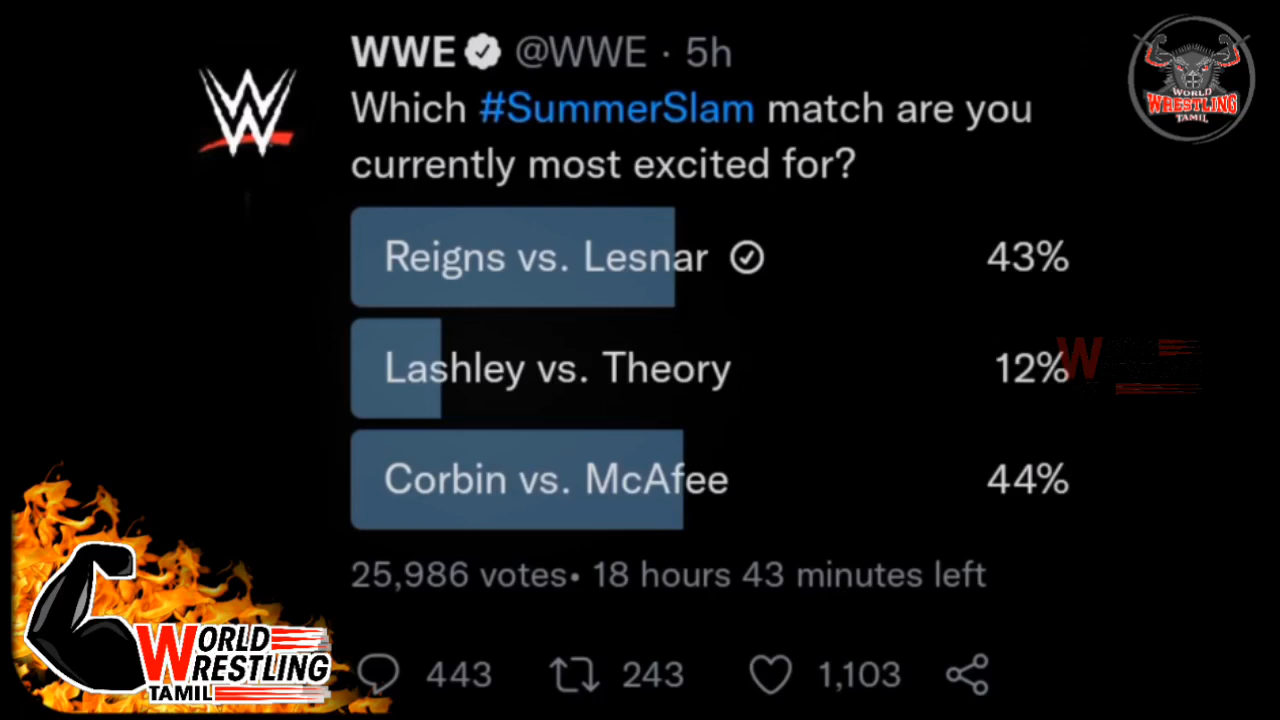 WWE @WWE · 5h
WORLD
WRESTLING
TAMIL
Which #SummerSlam match are you
currently most excited for?
Reigns vs. Lesnar 43%
Lashley vs. Theory 12%
Corbin vs. McAfee 44%
25,986 votes• 18 hours 43 minutes left
443 243 1,103
WORLD
WRESTLING
TAMIL